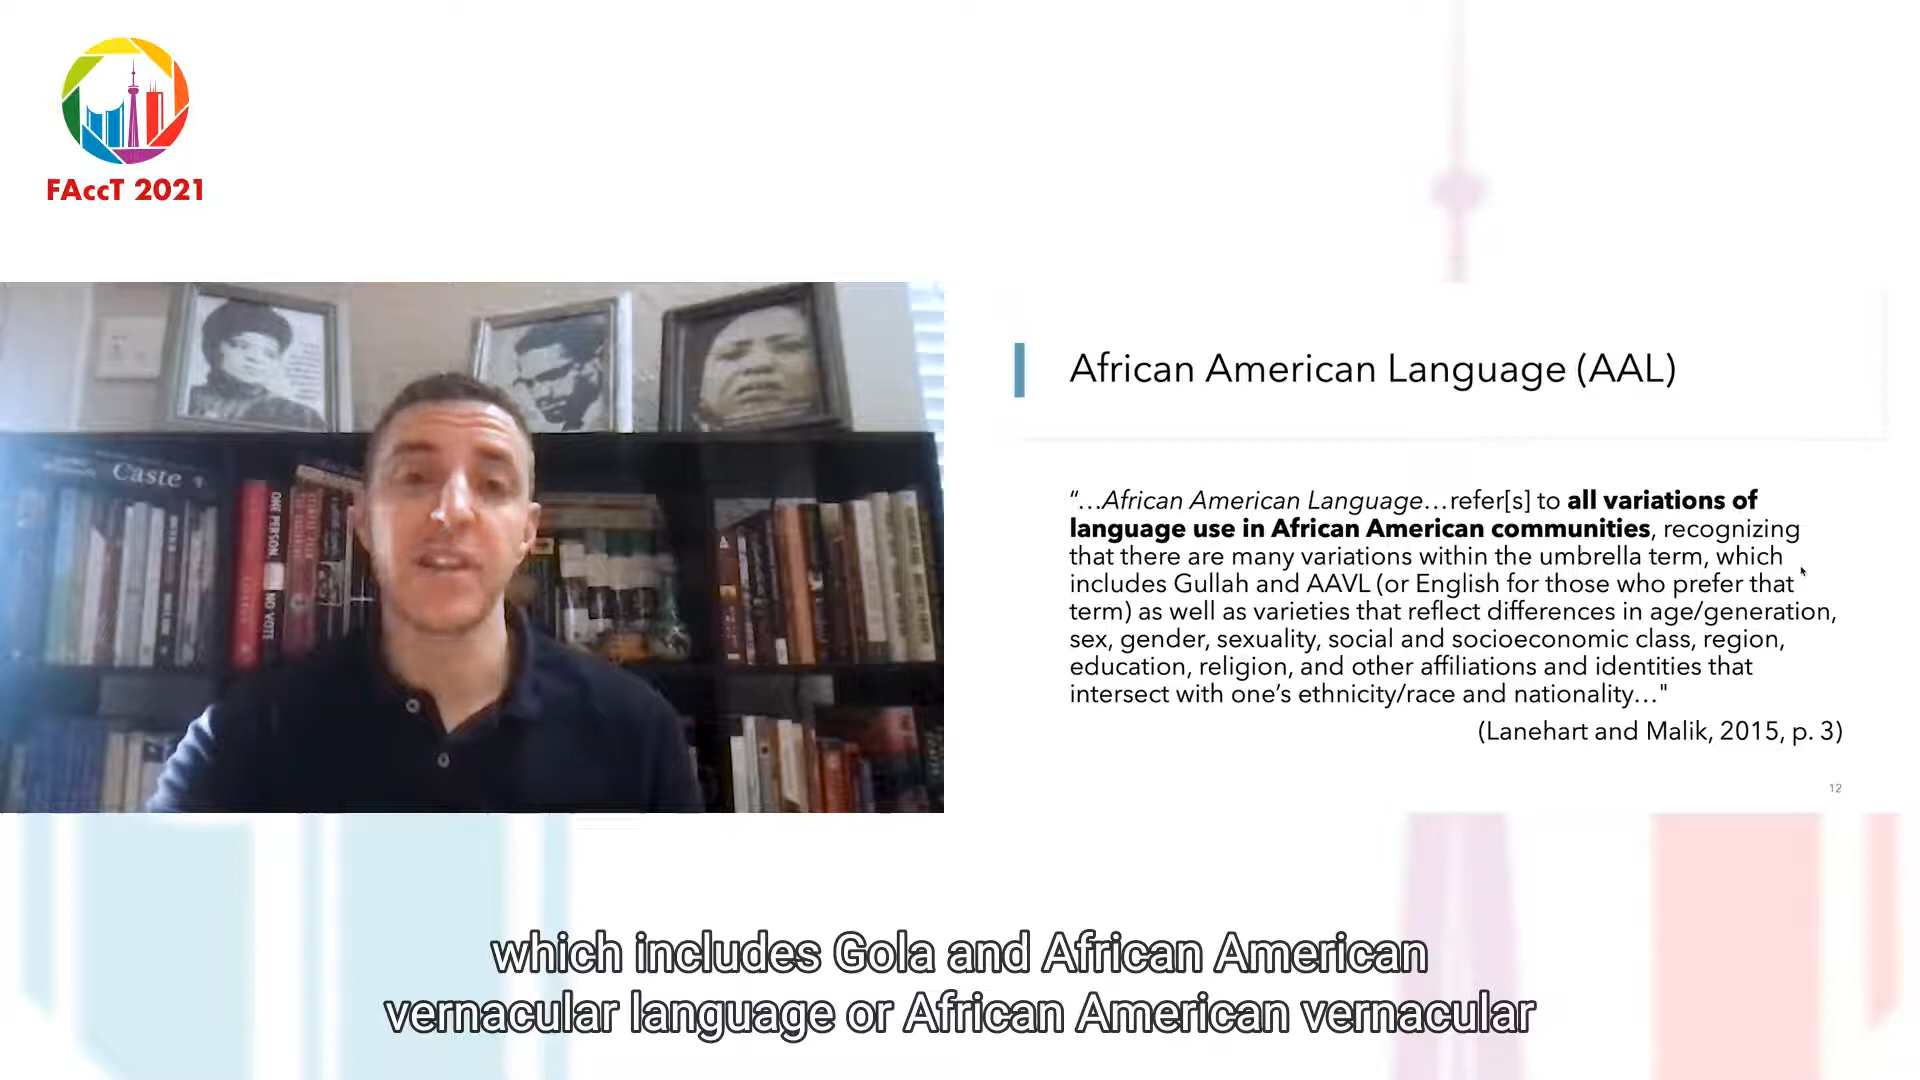 FAccT 2021
Caste
ONE PERSON,
NO VOTE
African American Language (AAL)
“…African American Language…refer[s] to all variations of
language use in African American communities, recognizing
that there are many variations within the umbrella term, which
includes Gullah and AAVL (or English for those who prefer that
term) as well as varieties that reflect differences in age/generation,
sex, gender, sexuality, social and socioeconomic class, region,
education, religion, and other affiliations and identities that
intersect with one’s ethnicity/race and nationality…"
(Lanehart and Malik, 2015, p. 3)
12
which includes Gola and African American
vernacular language or African American vernacular